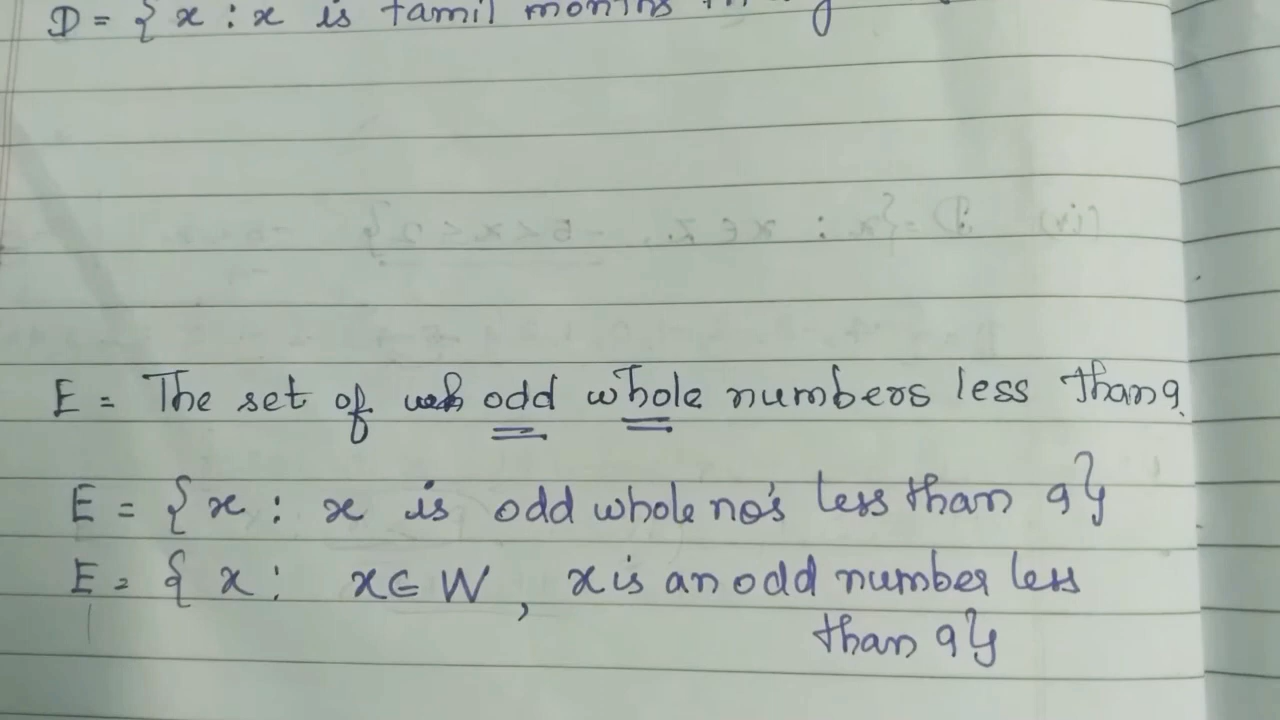 D = { x : x is tamil months
E = The set of odd whole numbers less than 9.
E = { x : x is odd whole no's less than 9}
E = { x : x ∈ W, x is an odd number less
than 9}